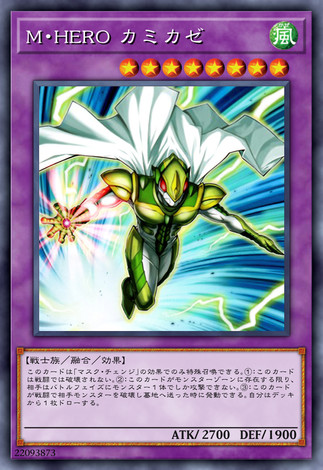 M・HERO カミカゼ
風
【戦士族／融合／効果】
このカードは「マスク・チェンジ」の効果でのみ特殊召喚できる。①：このカード
は戦闘では破壊されない。②：このカードがモンスターゾーンに存在する限り、
相手はバトルフェイズにモンスター１体でしか攻撃できない。③：このカード
が戦闘で相手モンスターを破壊し墓地へ送った時に発動できる。自分はデッキ
から１枚ドローする。
ATK/ 2700 DEF/1900
22093873